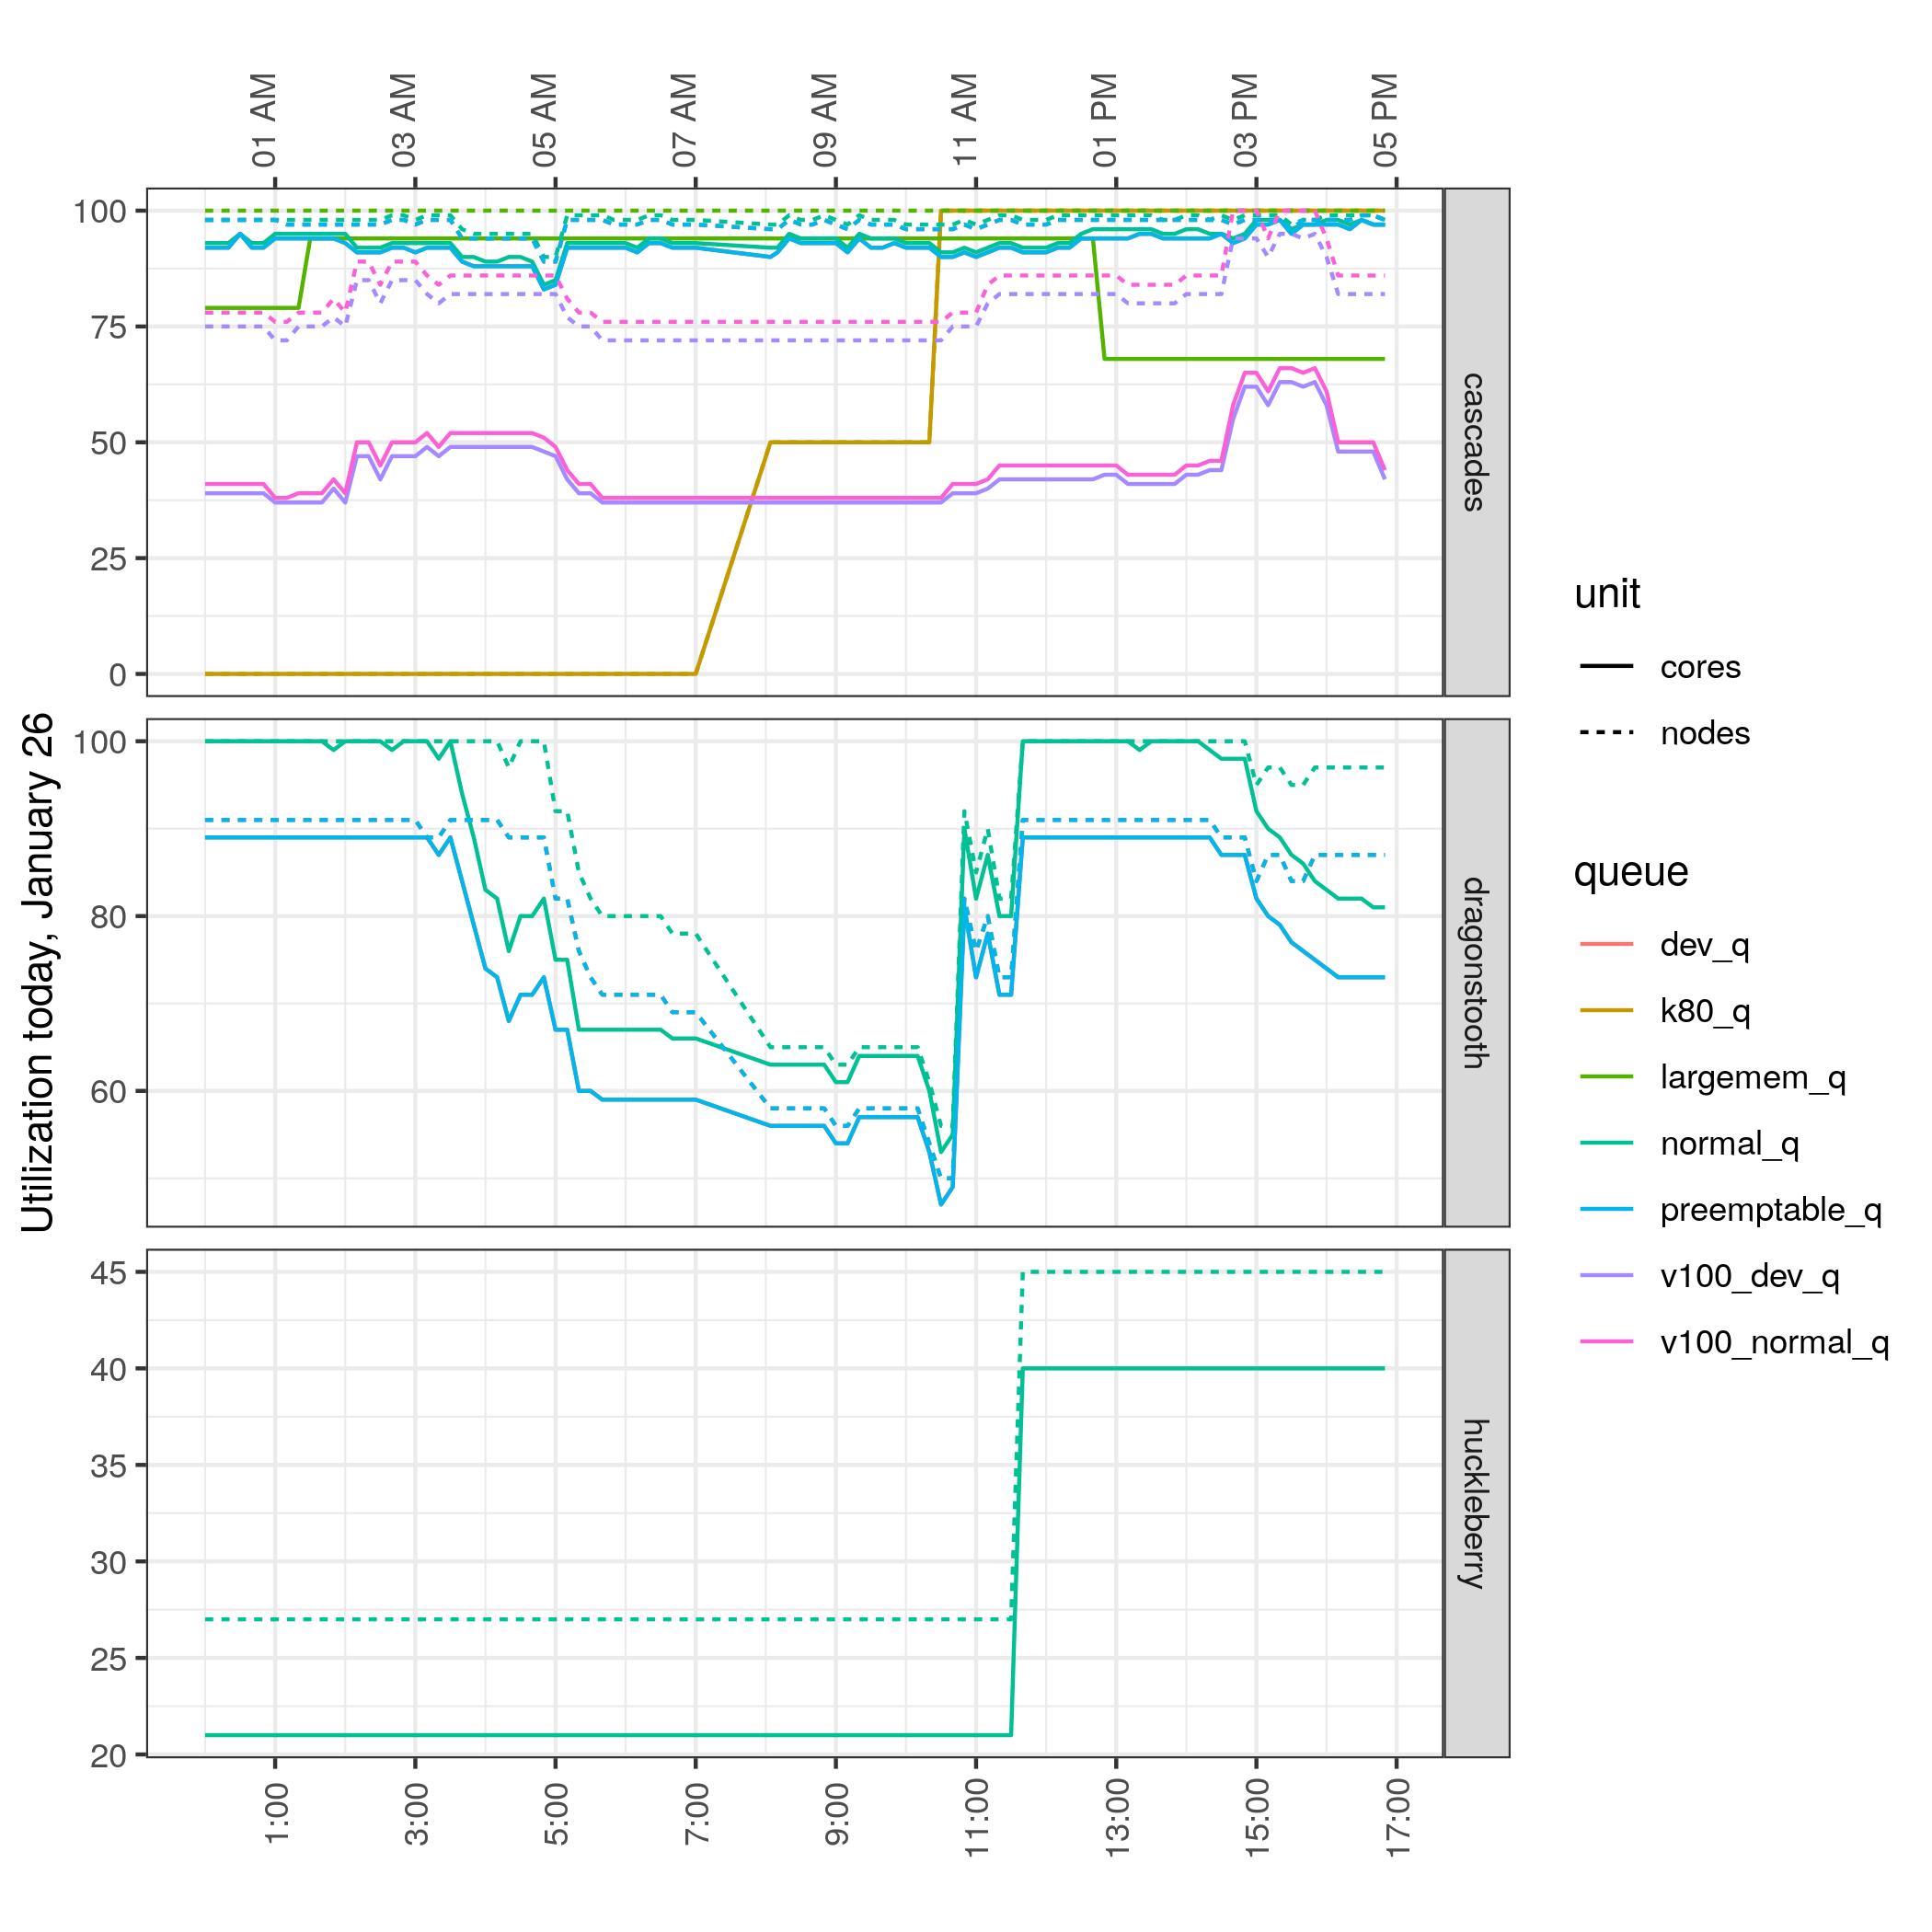 01 AM
03 AM
05 AM
07 AM
09 AM
11 AM
01 PM
03 PM
05 PM
Utilization today, January 26
100
75
50
25
0
cascades
100
80
60
dragonstooth
45
40
35
30
25
20
huckleberry
1:00
3:00
5:00
7:00
9:00
11:00
13:00
15:00
17:00
unit
cores
nodes
queue
dev_q
k80_q
largemem_q
normal_q
preemptable_q
v100_dev_q
v100_normal_q